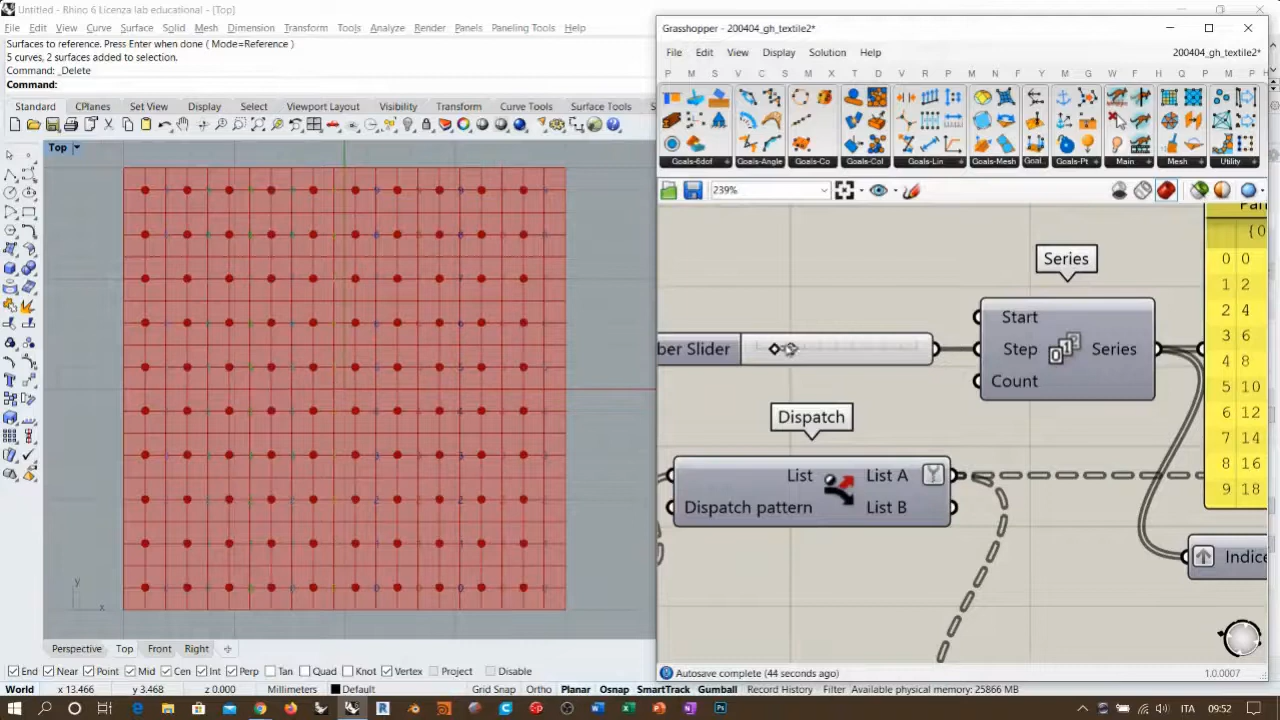 Untitled - Rhino 6 Licenza lab educational - [Top]
File Edit View Curve Surface Solid Mesh Dimension Transform Tools Analyze Render Panels Paneling Tools Help
Surfaces to reference. Press Enter when done ( Mode=Reference )
5 curves, 2 surfaces added to selection.
Command: _Delete
Command:
Standard CPlanes Set View Display Select Viewport Layout Visibility Transform Curve Tools Surface Tools S
Top
y
x
Perspective Top Front Right
End Near Point Mid Cen Int Perp Tan Quad Knot Vertex Project Disable
World x 13.466 y 3.468 z 0.000 Millimeters Default Grid Snap Ortho Planar Osnap SmartTrack Gumball Record History Filter Available physical memory: 25866 MB
Grasshopper - 200404_gh_textile2*
File Edit View Display Solution Help 200404_gh_textile2*
Goals-6dof Goals-Angle Goals-Co Goals-Col Goals-Lin Goals-Mesh Goal... Goals-Pt Main Mesh Utility
239%
Series
Start
ber Slider Step Series
Count
Dispatch
List List A
Dispatch pattern List B
{0
0 0
1 2
2 4
3 6
4 8
5 10
6 12
7 14
8 16
9 18
Indice
Autosave complete (44 seconds ago) 1.0.0007
ITA 09:52